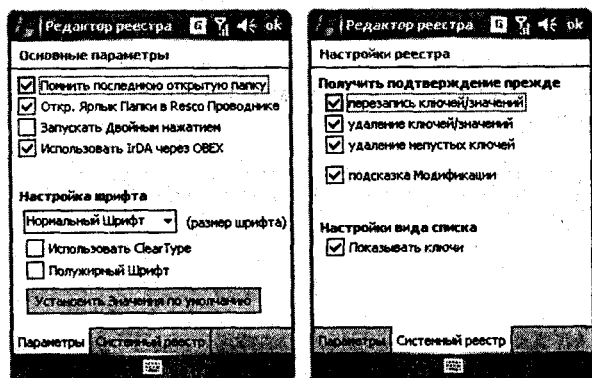 Редактор реестра
G
ok
Основные параметры
Помнить последнюю открытую папку
Откр. Ярлык Папки в Resco Проводнике
Запускать Двойным нажатием
Использовать IrDA через OBEX
Настройка шрифта
Нормальный Шрифт (размер шрифта)
Использовать ClearType
Полужирный Шрифт
Установить Значения по умолчанию
Параметры Системный реестр
Редактор реестра
G
ok
Настройки реестра
Получить подтверждение прежде
перезапись ключей/значений
удаление ключей/значений
удаление непустых ключей
подсказка Модификации
Настройки вида списка
Показывать ключи
Параметры Системный реестр